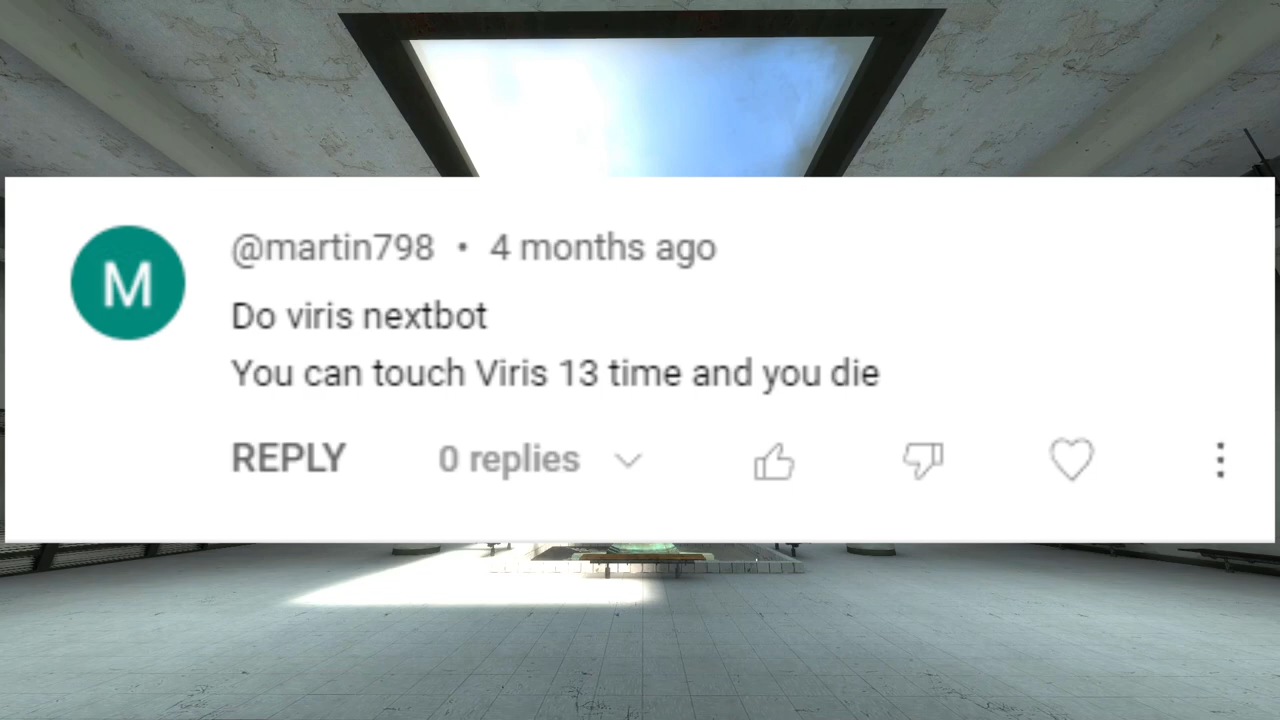 M
@martin798 • 4 months ago
Do viris nextbot
You can touch Viris 13 time and you die
REPLY 0 replies